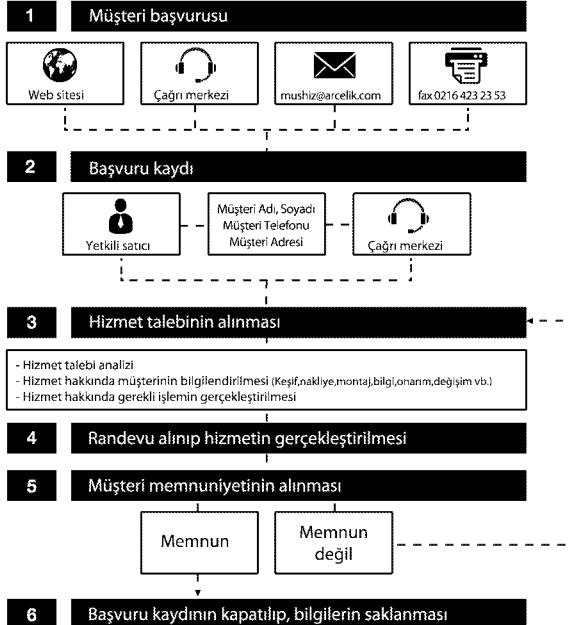 1 Müşteri başvurusu
Web sitesi
Çağrı merkezi
mushiz@arcelik.com
fax 0216 423 23 53
2 Başvuru kaydı
Yetkili satıcı
Müşteri Adı, Soyadı
Müşteri Telefonu
Müşteri Adresi
Çağrı merkezi
3 Hizmet talebinin alınması
- Hizmet talebi analizi
- Hizmet hakkında müşterinin bilgilendirilmesi (Keşif,nakliye,montaj,bilgi,onarım,değişim vb.)
- Hizmet hakkında gerekli işlemin gerçekleştirilmesi
4 Randevu alınıp hizmetin gerçekleştirilmesi
5 Müşteri memnuniyetinin alınması
Memnun
Memnun
değil
6 Başvuru kaydının kapatılıp, bilgilerin saklanması